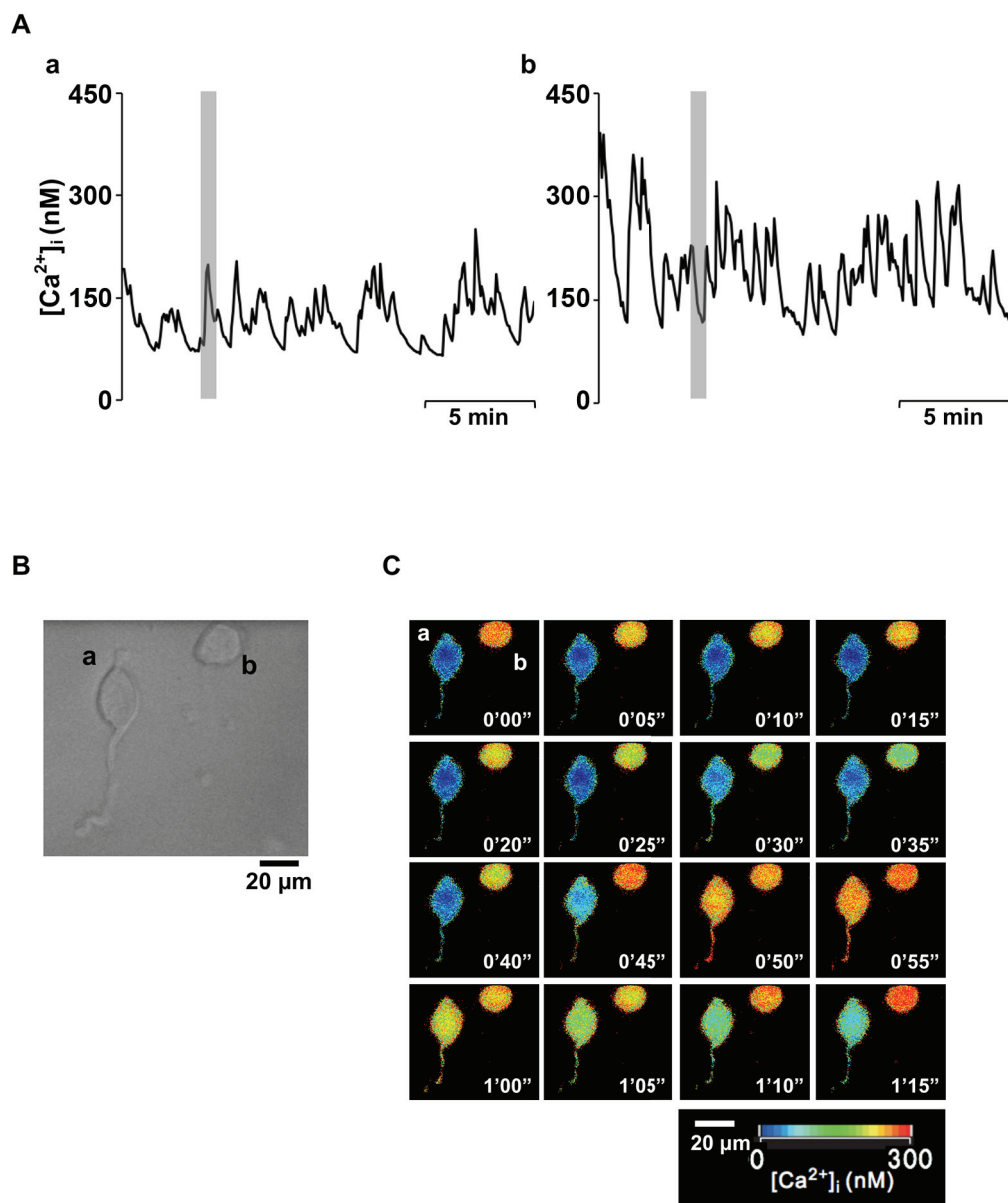 A
a
b
450
300
150
0
[Ca²⁺]ᵢ (nM)
5 min
450
300
150
0
5 min
B
C
a
b
20 µm
a
b
0’00”
0’05”
0’10”
0’15”
0’20”
0’25”
0’30”
0’35”
0’40”
0’45”
0’50”
0’55”
1’00”
1’05”
1’10”
1’15”
20 µm
0
300
[Ca²⁺]ᵢ (nM)